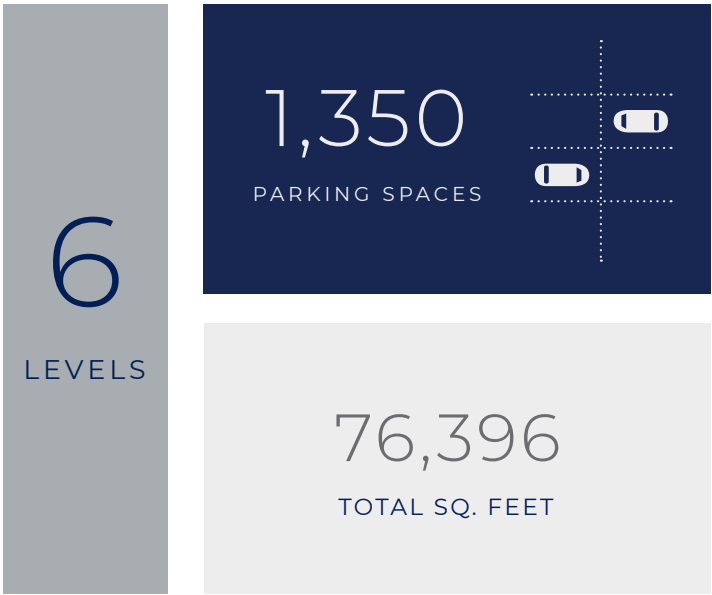 6
LEVELS
1,350
PARKING SPACES
76,396
TOTAL SQ. FEET